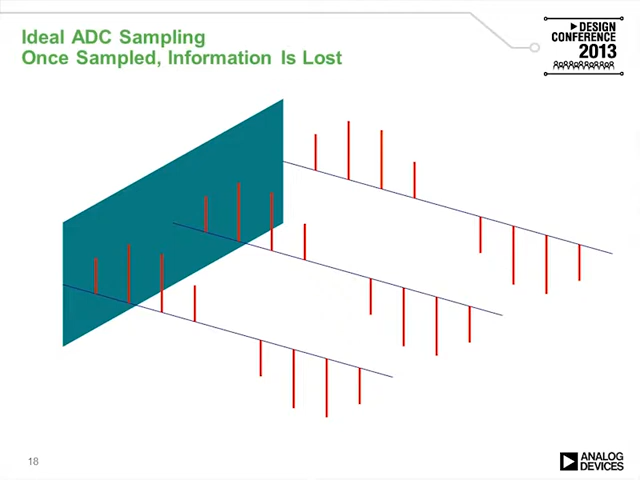 Ideal ADC Sampling
Once Sampled, Information Is Lost
DESIGN
CONFERENCE
2013
18
ANALOG
DEVICES